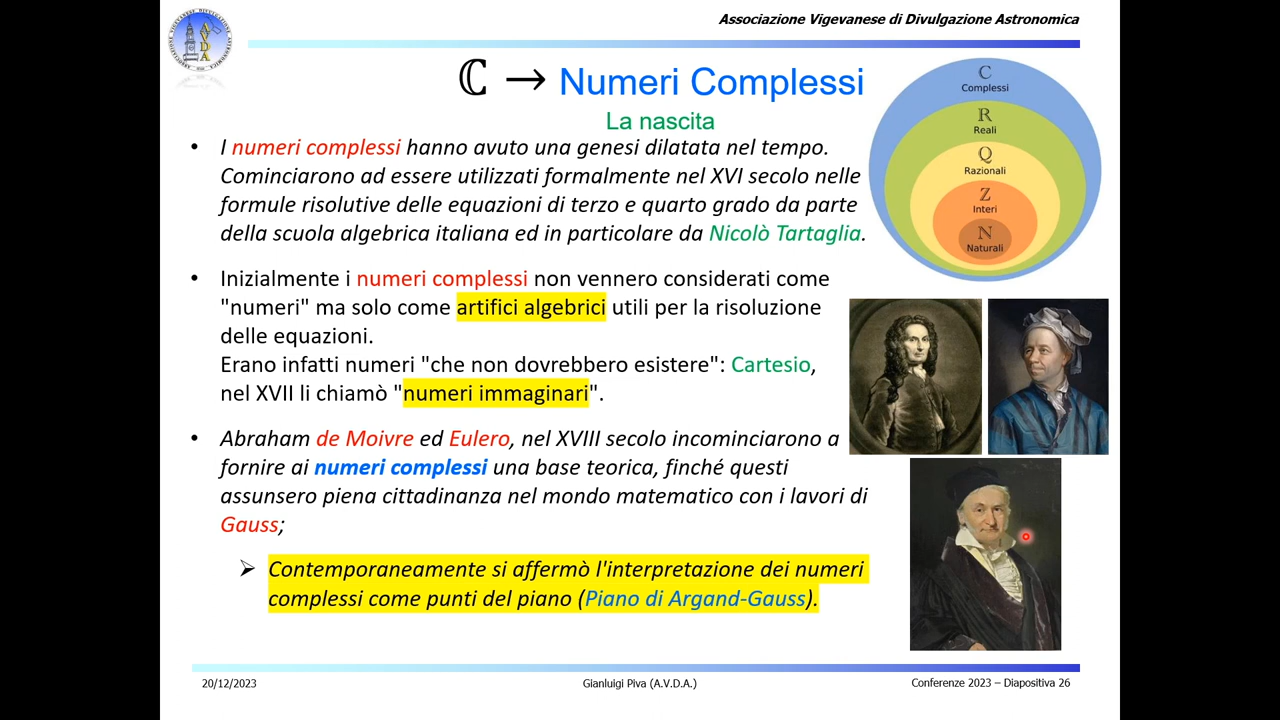 Associazione Vigevanese di Divulgazione Astronomica
ℂ → Numeri Complessi
La nascita
• I numeri complessi hanno avuto una genesi dilatata nel tempo.
Cominciarono ad essere utilizzati formalmente nel XVI secolo nelle
formule risolutive delle equazioni di terzo e quarto grado da parte
della scuola algebrica italiana ed in particolare da Nicolò Tartaglia.
• Inizialmente i numeri complessi non vennero considerati come
"numeri" ma solo come artifici algebrici utili per la risoluzione
delle equazioni.
Erano infatti numeri "che non dovrebbero esistere": Cartesio,
nel XVII li chiamò "numeri immaginari".
• Abraham de Moivre ed Eulero, nel XVIII secolo incominciarono a
fornire ai numeri complessi una base teorica, finché questi
assunsero piena cittadinanza nel mondo matematico con i lavori di
Gauss;
➢ Contemporaneamente si affermò l'interpretazione dei numeri
complessi come punti del piano (Piano di Argand-Gauss).
ℂ
Complessi
ℝ
Reali
ℚ
Razionali
ℤ
Interi
ℕ
Naturali
20/12/2023
Gianluigi Piva (A.V.D.A.)
Conferenze 2023 – Diapositiva 26